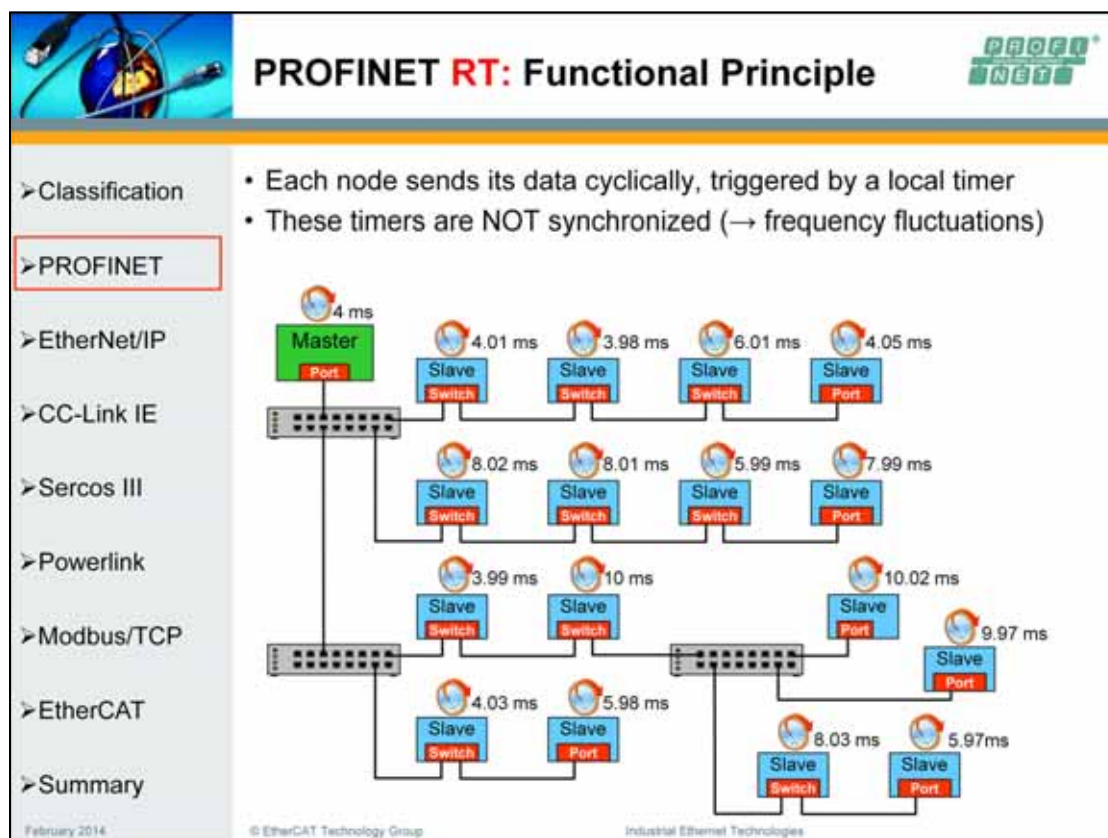 PROFINET RT: Functional Principle
PROFI
NET
®
➢Classification
➢PROFINET
➢EtherNet/IP
➢CC-Link IE
➢Sercos III
➢Powerlink
➢Modbus/TCP
➢EtherCAT
➢Summary
• Each node sends its data cyclically, triggered by a local timer
• These timers are NOT synchronized (→ frequency fluctuations)
4 ms
Master
Port
4.01 ms 3.98 ms 6.01 ms 4.05 ms
Slave Slave Slave Slave
Switch Switch Switch Port
8.02 ms 8.01 ms 5.99 ms 7.99 ms
Slave Slave Slave Slave
Switch Switch Switch Port
3.99 ms 10 ms 10.02 ms
Slave Slave Slave
Switch Switch Port
9.97 ms
Slave
Port
4.03 ms 5.98 ms
Slave Slave
Switch Port
8.03 ms 5.97ms
Slave Slave
Switch Port
February 2014 © EtherCAT Technology Group Industrial Ethernet Technologies